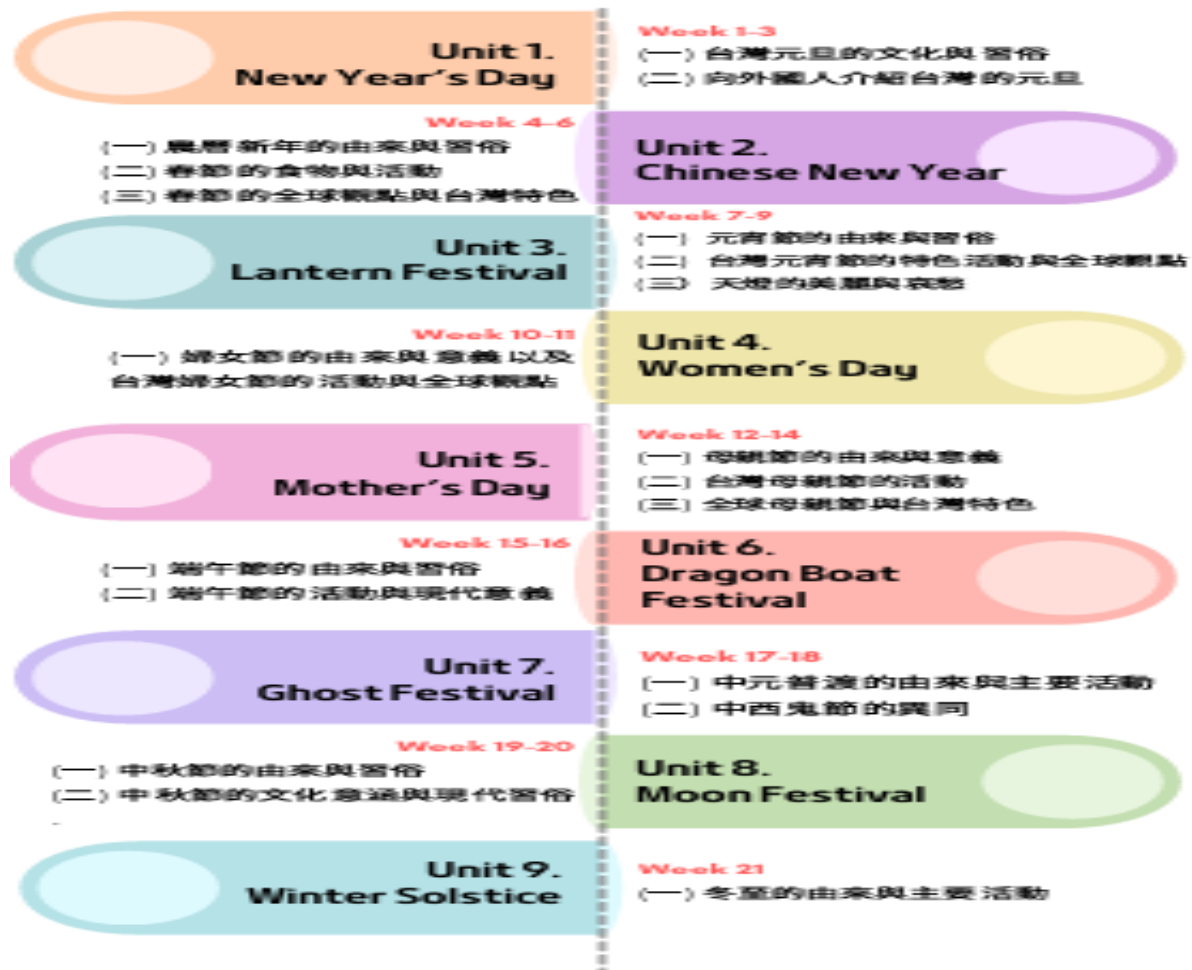 Unit 1.
New Year's Day
Week 1-3
(一) 台灣元旦的文化與習俗
(二) 向外國人介紹台灣的元旦
Unit 2.
Chinese New Year
Week 4-6
(一) 農曆新年的由來與習俗
(二) 春節的食物與活動
(三) 春節的全球觀點與台灣特色
Unit 3.
Lantern Festival
Week 7-9
(一) 元宵節的由來與習俗
(二) 台灣元宵節的特色活動與全球觀點
(三) 天燈的美麗與哀愁
Unit 4.
Women's Day
Week 10-11
(一) 婦女節的由來與意義以及
台灣婦女節的活動與全球觀點
Unit 5.
Mother's Day
Week 12-14
(一) 母親節的由來與意義
(二) 台灣母親節的活動
(三) 全球母親節與台灣特色
Unit 6.
Dragon Boat
Festival
Week 15-16
(一) 端午節的由來與習俗
(二) 端午節的活動與現代意義
Unit 7.
Ghost Festival
Week 17-18
(一) 中元普渡的由來與主要活動
(二) 中西鬼節的異同
Unit 8.
Moon Festival
Week 19-20
(一) 中秋節的由來與習俗
(二) 中秋節的文化意涵與現代習俗
Unit 9.
Winter Solstice
Week 21
(一) 冬至的由來與主要活動